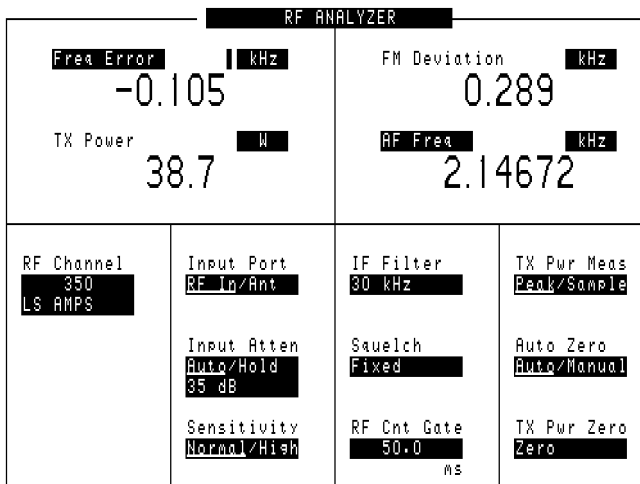 RF ANALYZER
Freq Error kHz
-0.105
FM Deviation kHz
0.289
TX Power W
38.7
AF Freq kHz
2.14672
RF Channel
350
LS AMPS
Input Port
RF In/Ant
Input Atten
Auto/Hold
35 dB
Sensitivity
Normal/High
IF Filter
30 kHz
Squelch
Fixed
RF Cnt Gate
50.0
ms
TX Pwr Meas
Peak/Sample
Auto Zero
Auto/Manual
TX Pwr Zero
Zero